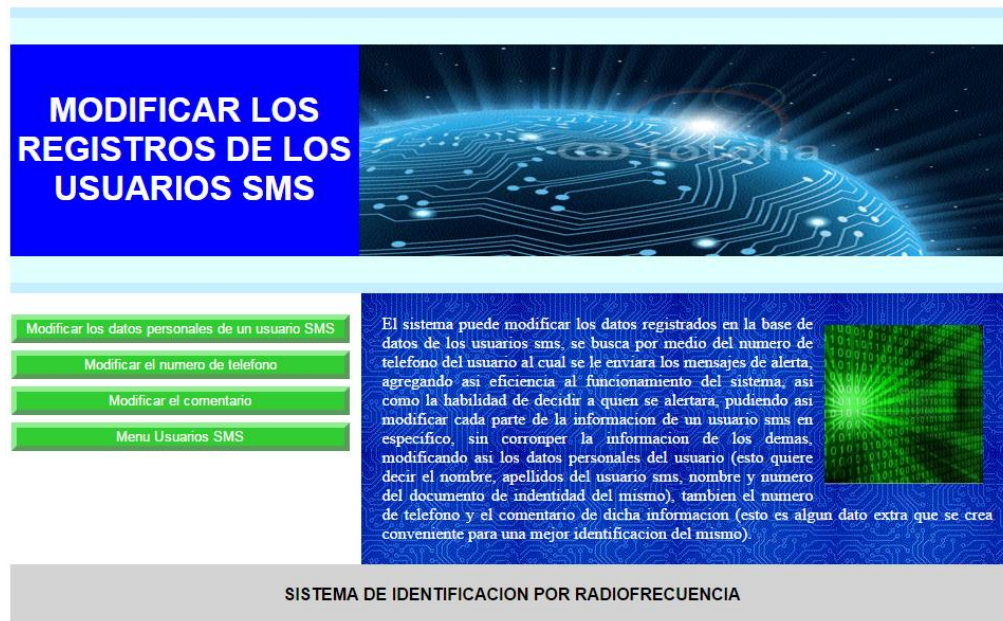 MODIFICAR LOS
REGISTROS DE LOS
USUARIOS SMS
fotolia
Modificar los datos personales de un usuario SMS
Modificar el numero de telefono
Modificar el comentario
Menu Usuarios SMS
El sistema puede modificar los datos registrados en la base de
datos de los usuarios sms, se busca por medio del numero de
telefono del usuario al cual se le enviara los mensajes de alerta,
agregando asi eficiencia al funcionamiento del sistema, asi
como la habilidad de decidir a quien se alertara, pudiendo asi
modificar cada parte de la informacion de un usuario sms en
especifico, sin corronper la informacion de los demas,
modificando asi los datos personales del usuario (esto quiere
decir el nombre, apellidos del usuario sms, nombre y numero
del documento de indentidad del mismo), tambien el numero
de telefono y el comentario de dicha informacion (esto es algun dato extra que se crea
conveniente para una mejor identificacion del mismo).
SISTEMA DE IDENTIFICACION POR RADIOFRECUENCIA